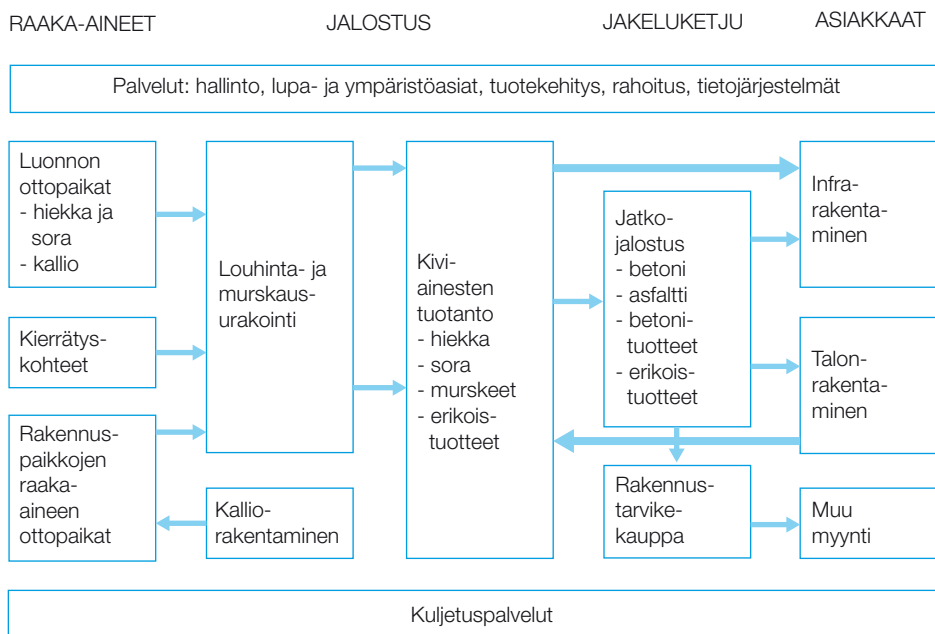 RAAKA-AINEET
JALOSTUS
JAKELUKETJU
ASIAKKAAT
Palvelut: hallinto, lupa- ja ympäristöasiat, tuotekehitys, rahoitus, tietojärjestelmät
Luonnon
ottopaikat
- hiekka ja
sora
- kallio
Kierrätys-
kohteet
Rakennus-
paikkojen
raaka-
aineen
ottopaikat
Louhinta- ja
murskaus-
urakointi
Kallio-
rakentaminen
Kivi-
ainesten
tuotanto
- hiekka
- sora
- murskeet
- erikois-
tuotteet
Jatko-
jalostus
- betoni
- asfaltti
- betoni-
tuotteet
- erikois-
tuotteet
Rakennus-
tarvike-
kauppa
Infra-
rakenta-
minen
Talon-
rakenta-
minen
Muu
myynti
Kuljetuspalvelut